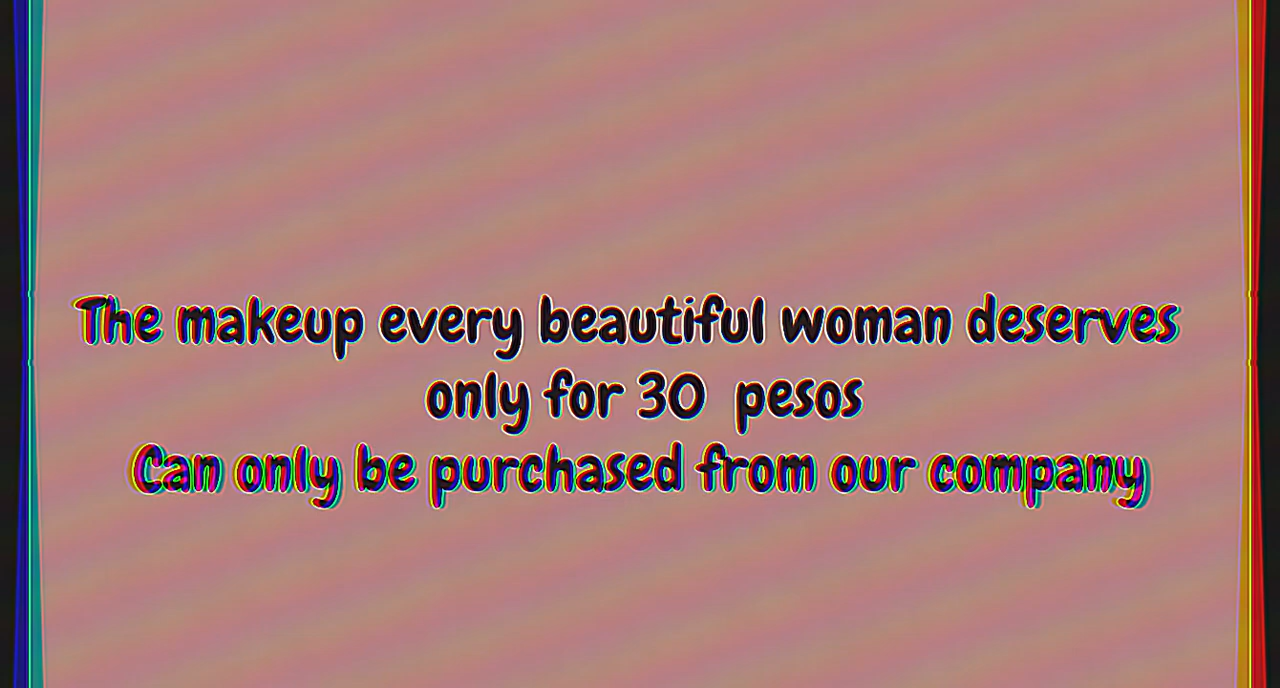 The makeup every beautiful woman deserves
only for 30 pesos
Can only be purchased from our company